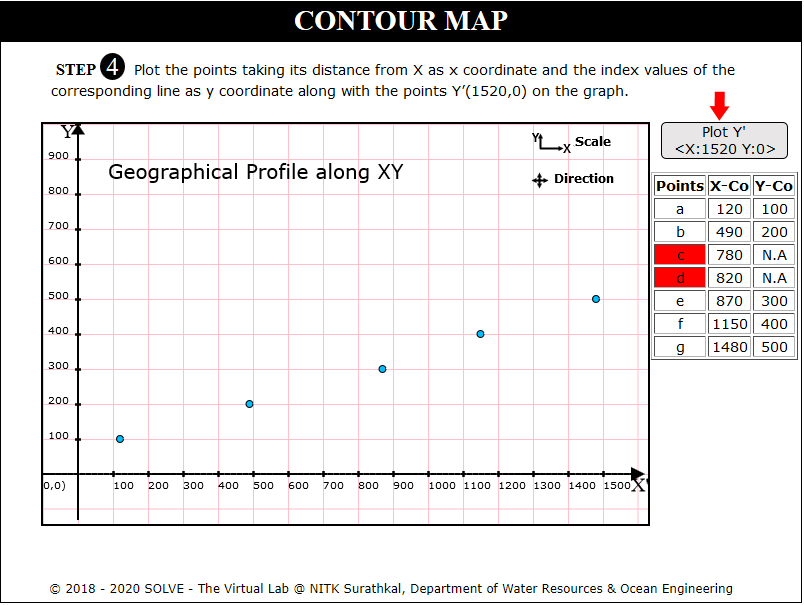 CONTOUR MAP
STEP 4 Plot the points taking its distance from X as x coordinate and the index values of the
corresponding line as y coordinate along with the points Y’(1520,0) on the graph.
Plot Y'
<X:1520 Y:0>
Y
Y X Scale
Geographical Profile along XY
Direction
900
800
700
600
500
400
300
200
100
0,0) 100 200 300 400 500 600 700 800 900 1000 1100 1200 1300 1400 1500 X'
Points X-Co Y-Co
a 120 100
b 490 200
c 780 N.A
d 820 N.A
e 870 300
f 1150 400
g 1480 500
© 2018 - 2020 SOLVE - The Virtual Lab @ NITK Surathkal, Department of Water Resources & Ocean Engineering